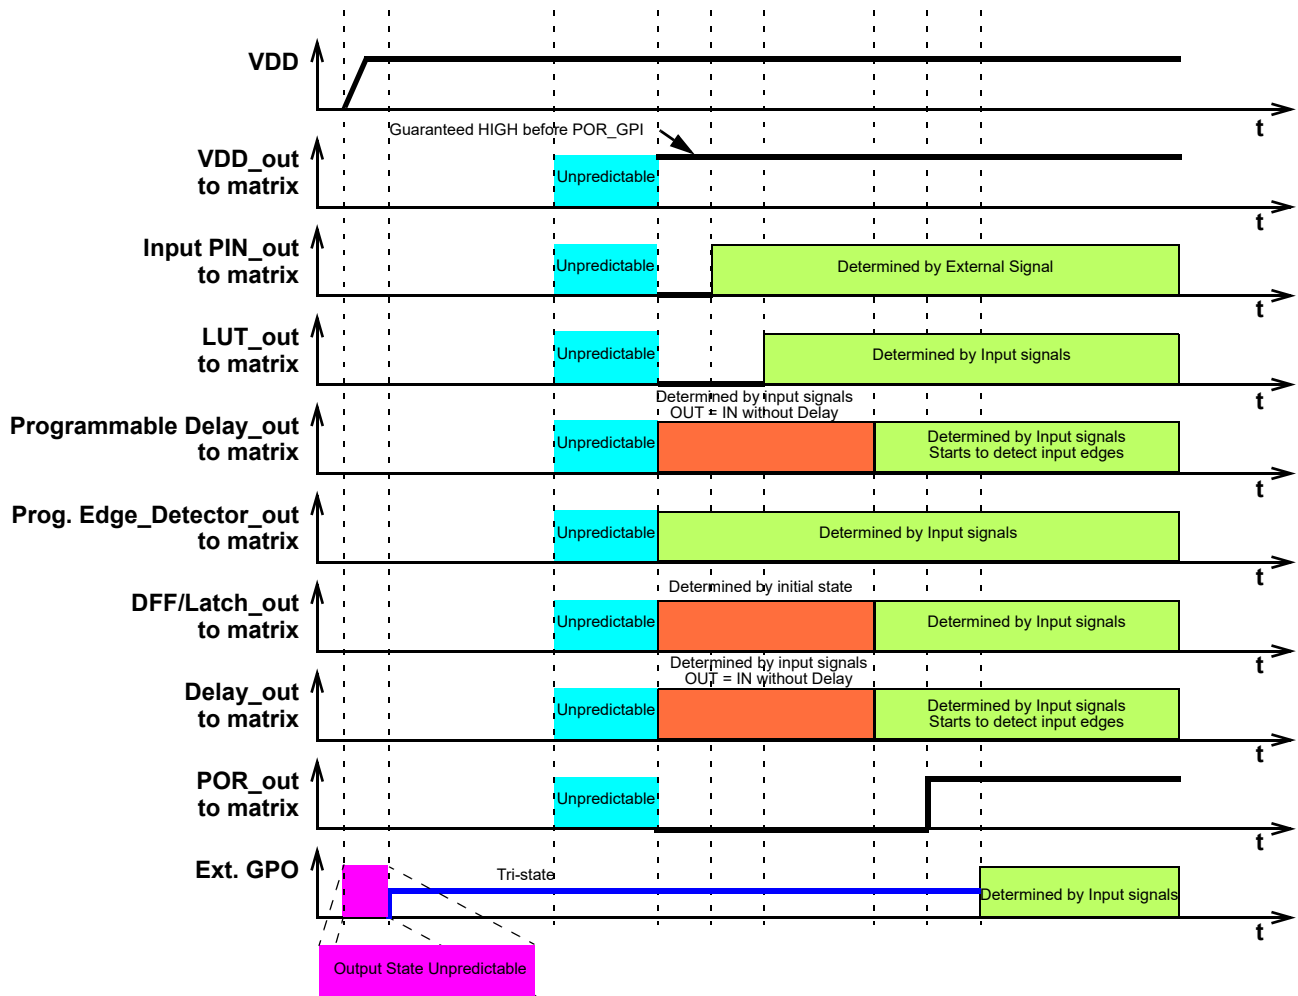 VDD
t
Guaranteed HIGH before POR_GPI
VDD_out
to matrix
Unpredictable
t
Input PIN_out
to matrix
Unpredictable
Determined by External Signal
t
LUT_out
to matrix
Unpredictable
Determined by Input signals
t
Determined by input signals
OUT = IN without Delay
Programmable Delay_out
to matrix
Unpredictable
Determined by Input signals
Starts to detect input edges
t
Prog. Edge_Detector_out
to matrix
Unpredictable
Determined by Input signals
t
Determined by initial state
DFF/Latch_out
to matrix
Unpredictable
Determined by Input signals
t
Determined by input signals
OUT = IN without Delay
Delay_out
to matrix
Unpredictable
Determined by Input signals
Starts to detect input edges
t
POR_out
to matrix
Unpredictable
t
Ext. GPO
Tri-state
Determined by Input signals
t
Output State Unpredictable